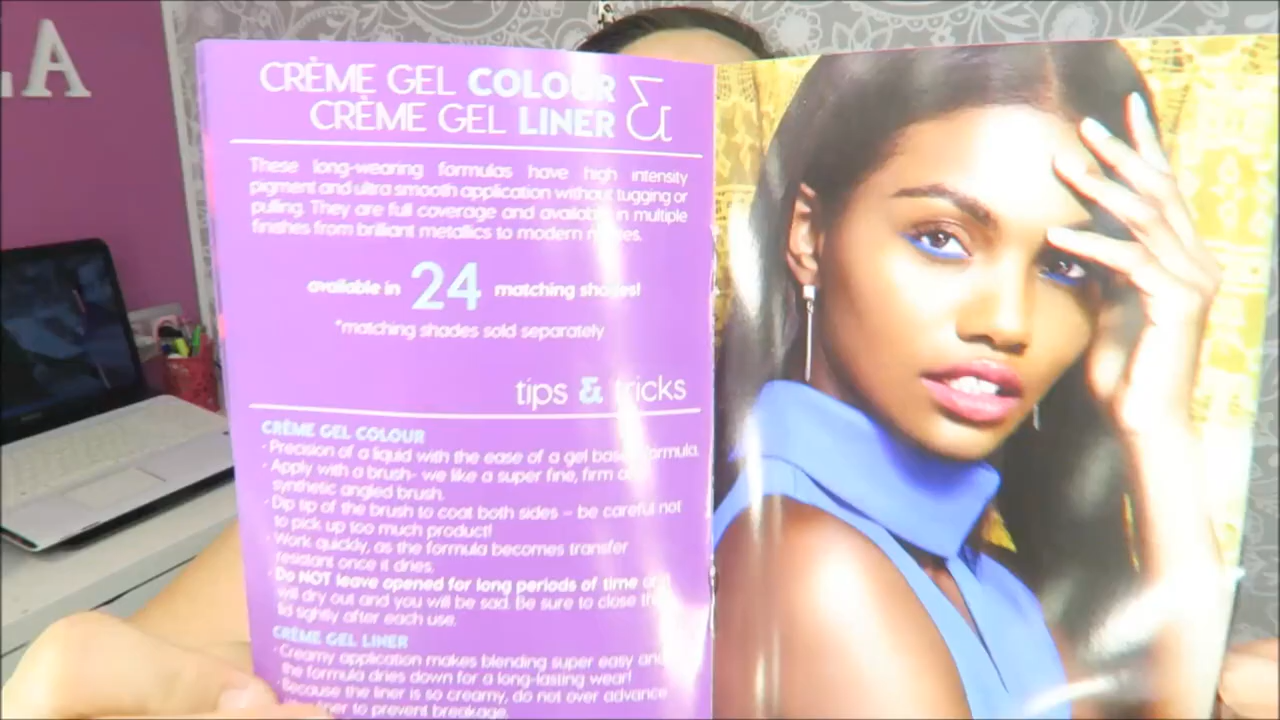 A
CRÈME GEL COLOUR &
CRÈME GEL LINER
These long-wearing formulas have high intensity
pigment and ultra smooth application without tugging or
pulling. They are full coverage and available in multiple
finishes from brilliant metallics to modern mattes.
available in 24 matching shades!
*matching shades sold separately
tips & tricks
CRÈME GEL COLOUR
· Precision of a liquid with the ease of a gel based formula.
· Apply with a brush- we like a super fine, firm
synthetic angled brush.
· Dip tip of the brush to coat both sides – be careful not
to pick up too much product!
· Work quickly, as the formula becomes transfer
resistant once it dries.
· Do NOT leave opened for long periods of time or
will dry out and you will be sad. Be sure to close the
lid tightly after each use.
CRÈME GEL LINER
· Creamy application makes blending super easy and
the formula dries down for a long-lasting wear!
· Because the liner is so creamy, do not over advance
liner to prevent breakage.